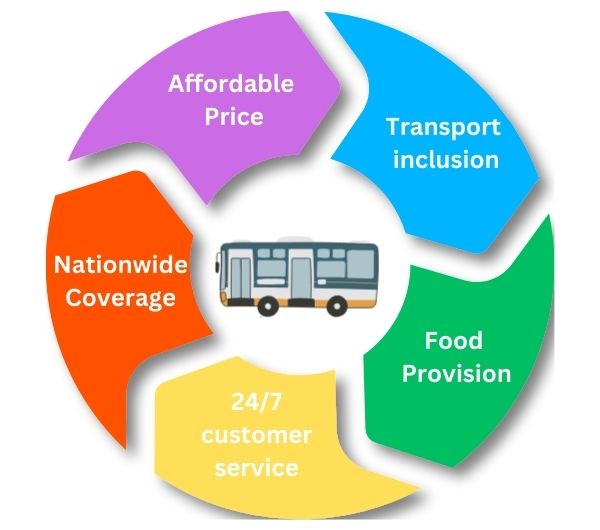 Affordable
Price
Transport
inclusion
Food
Provision
24/7
customer
service
Nationwide
Coverage